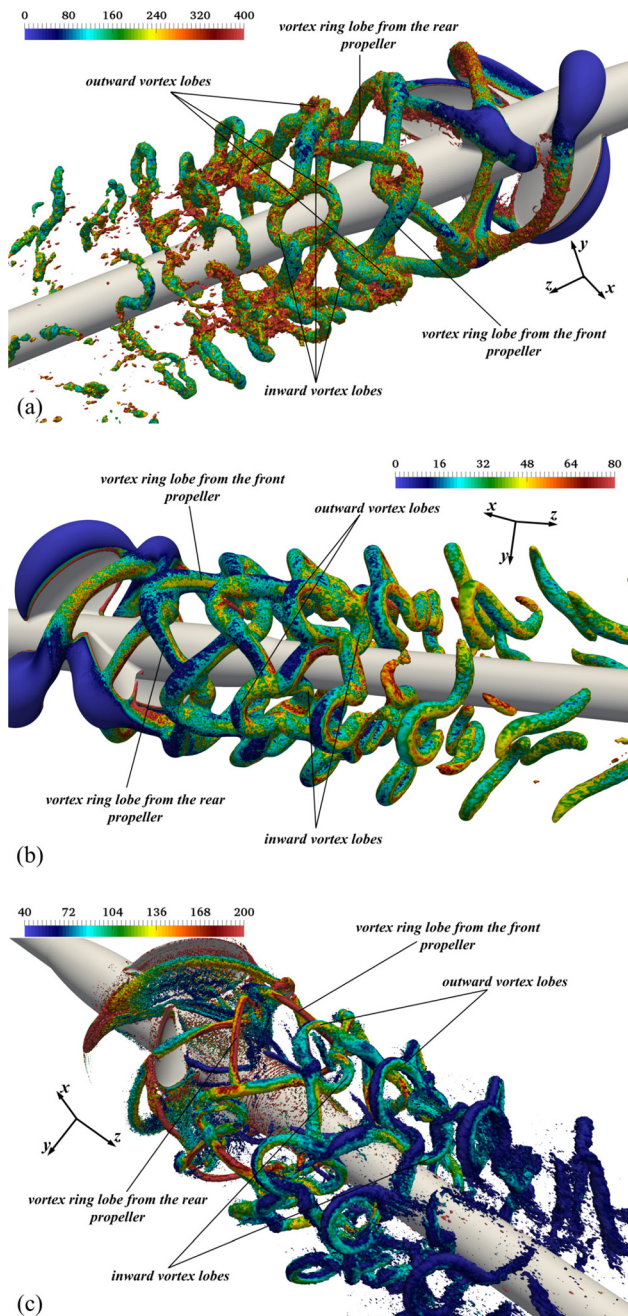 0 80 160 240 320 400
vortex ring lobe from the rear
propeller
outward vortex lobes
y
z
x
vortex ring lobe from the front
propeller
inward vortex lobes
(a)
0 16 32 48 64 80
vortex ring lobe from the front
propeller
outward vortex lobes
x
z
y
vortex ring lobe from the rear
propeller
inward vortex lobes
(b)
40 72 104 136 168 200
vortex ring lobe from the front
propeller
outward vortex lobes
x
y
z
vortex ring lobe from the rear
propeller
inward vortex lobes
(c)